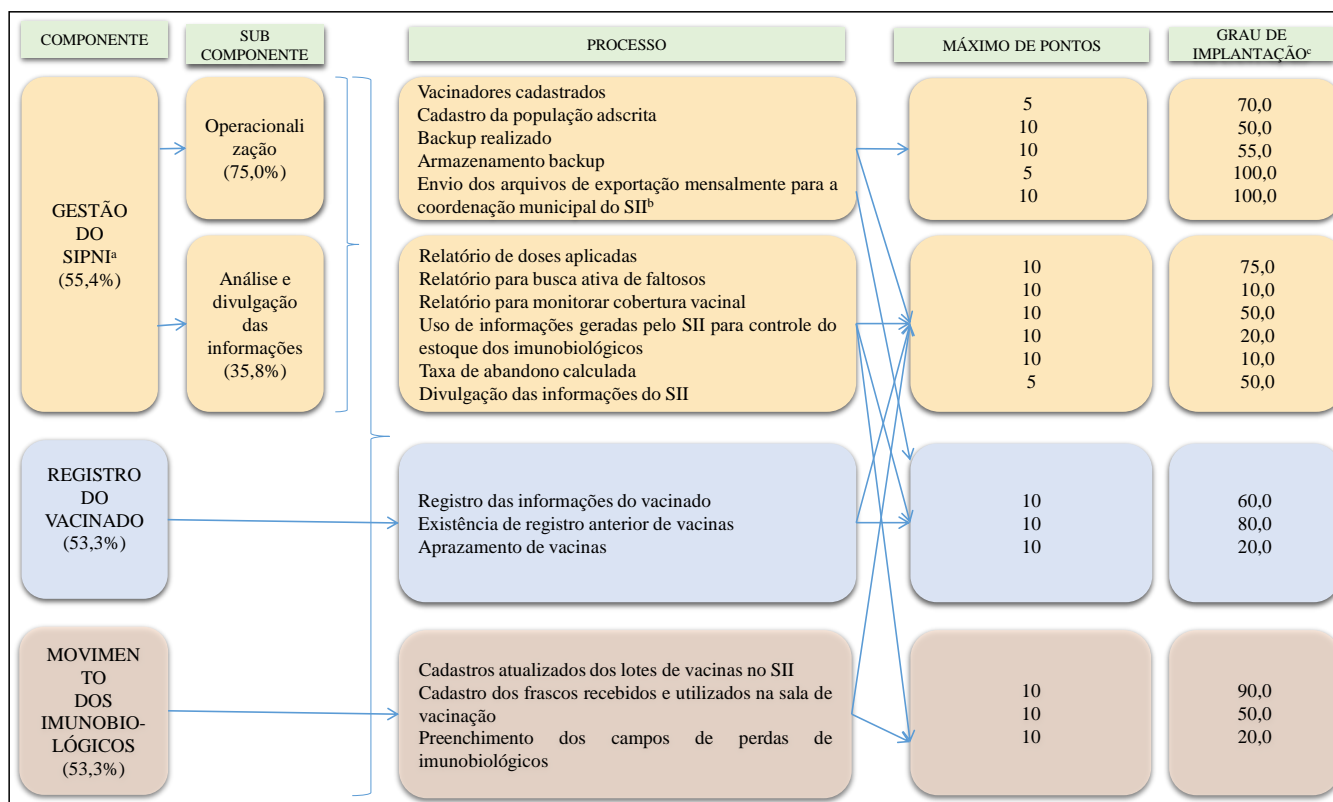 COMPONENTE
SUB
COMPONENTE
PROCESSO
MÁXIMO DE PONTOS
GRAU DE
IMPLANTAÇÃOᶜ
GESTÃO
DO
SIPNIᵃ
(55,4%)
Operacionali
zação
(75,0%)
Vacinadores cadastrados
Cadastro da população adscrita
Backup realizado
Armazenamento backup
Envio dos arquivos de exportação mensalmente para a
coordenação municipal do SIIᵇ
5
10
10
5
10
70,0
50,0
55,0
100,0
100,0
Análise e
divulgação
das
informações
(35,8%)
Relatório de doses aplicadas
Relatório para busca ativa de faltosos
Relatório para monitorar cobertura vacinal
Uso de informações geradas pelo SII para controle do
estoque dos imunobiológicos
Taxa de abandono calculada
Divulgação das informações do SII
10
10
10
10
10
5
75,0
10,0
50,0
20,0
10,0
50,0
REGISTRO
DO
VACINADO
(53,3%)
Registro das informações do vacinado
Existência de registro anterior de vacinas
Aprazamento de vacinas
10
10
10
60,0
80,0
20,0
MOVIMEN
TO
DOS
IMUNOBIO-
LÓGICOS
(53,3%)
Cadastros atualizados dos lotes de vacinas no SII
Cadastro dos frascos recebidos e utilizados na sala de
vacinação
Preenchimento dos campos de perdas de
imunobiológicos
10
10
10
90,0
50,0
20,0